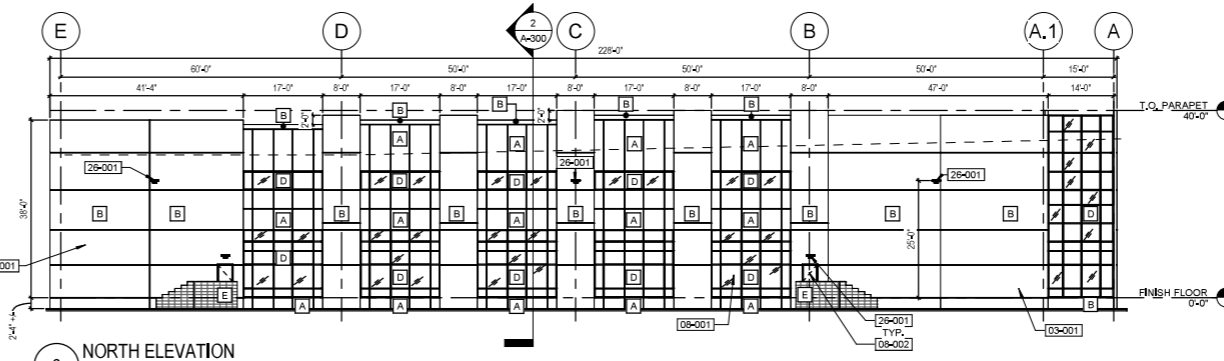 E
D
2
A-300
C
B
A.1
A
228'-0"
60'-0"
50'-0"
50'-0"
50'-0"
15'-0"
41'-4"
17'-0"
8'-0"
17'-0"
8'-0"
17'-0"
8'-0"
17'-0"
8'-0"
17'-0"
8'-0"
47'-0"
14'-0"
B
B
B
B
B
2'-0"
2'-0"
T.O. PARAPET
40'-0"
A
A
A
A
26-001
26-001
26-001
D
D
D
D
D
38'-0"
B
B
B
B
B
B
B
B
B
D
A
A
A
A
A
25'-0"
001
D
D
D
D
D
E
E
FINISH FLOOR
0'-0"
2'-4" +/-
A
A
A
A
A
B
08-001
26-001
TYP.
08-002
03-001
NORTH ELEVATION